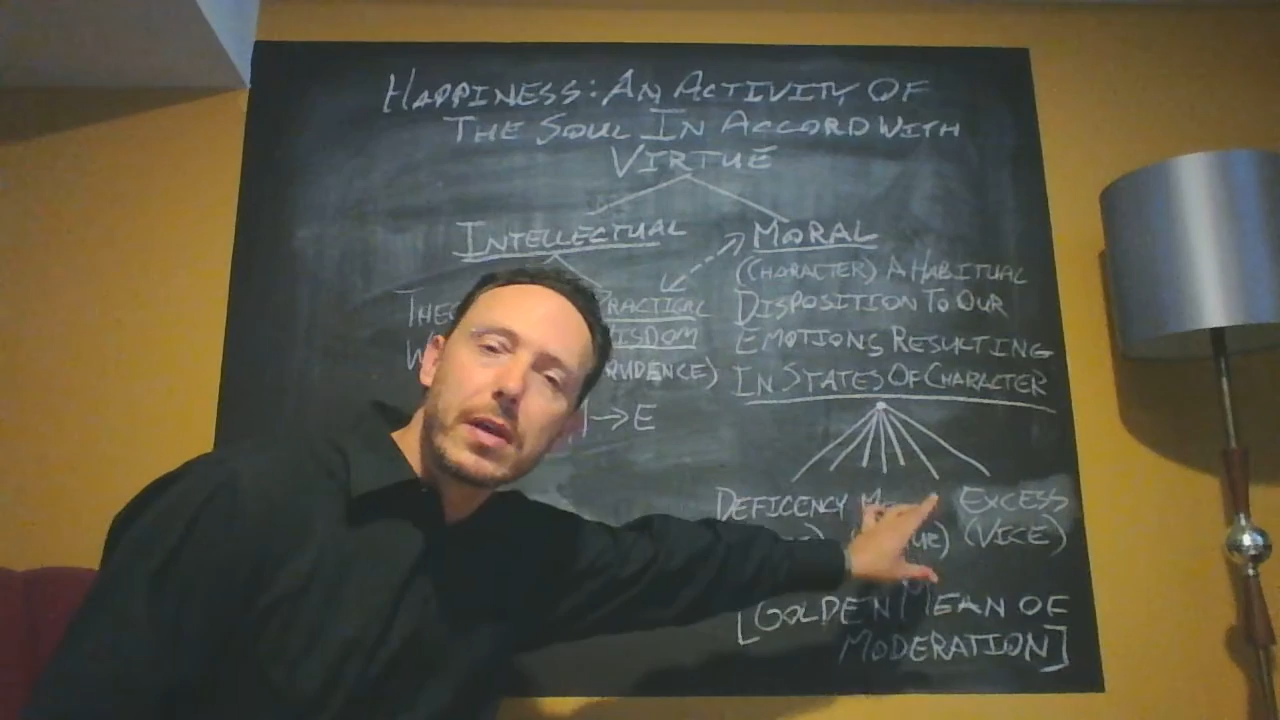 HAPPINESS: AN ACTIVITY OF
THE SOUL IN ACCORD WITH
VIRTUE
INTELLECTUAL
MORAL
PRACTICAL
(CHARACTER) A HABITUAL
DISPOSITION TO OUR
EMOTIONS RESULTING
IN STATES OF CHARACTER
→E
DEFICENCY EXCESS
(VICE)
[GOLDEN MEAN OF
MODERATION]